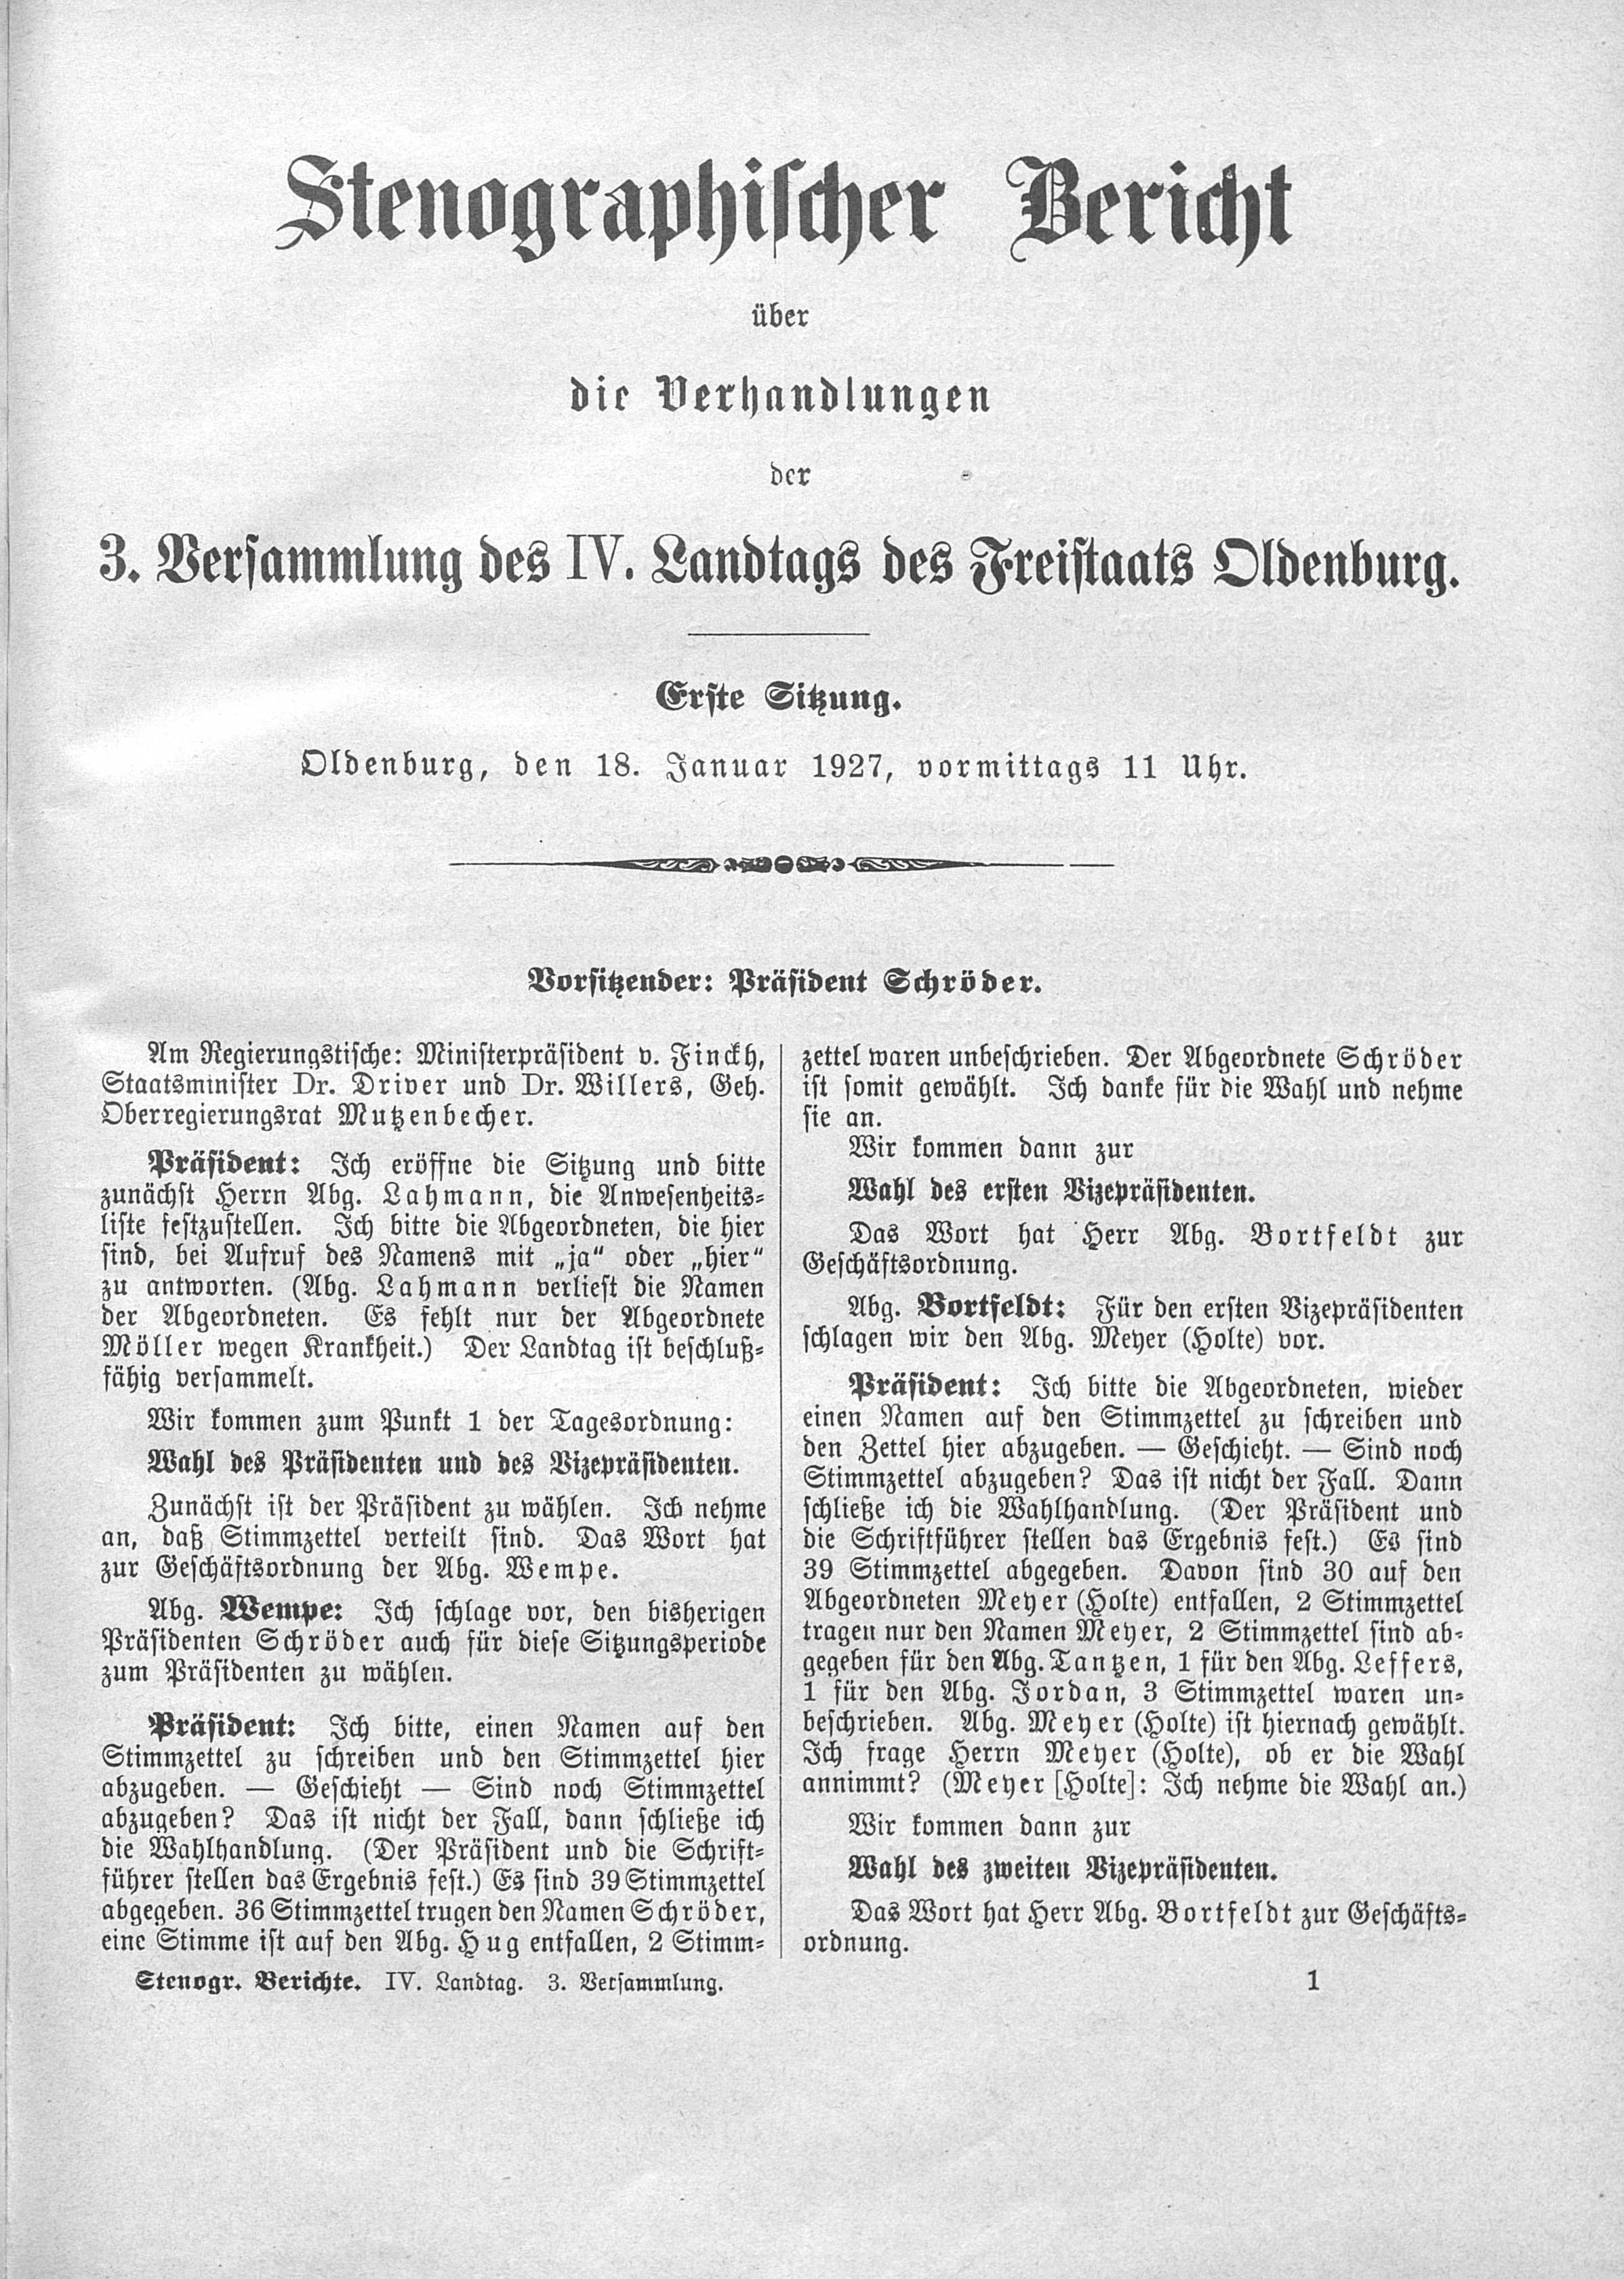 Stenographischer Bericht
über
die Verhandlungen
der
3. Versammlung des IV. Landtags des Freistaats Oldenburg.
Erste Sitzung.
Oldenburg, den 18. Januar 1927, vormittags 11 Uhr.
Vorsitzender: Präsident Schröder.
Am Regierungstische: Ministerpräsident v. Finckh,
Staatsminister Dr. Driver und Dr. Willers, Geh.
Oberregierungsrat Mutzenbecher.
Präsident: Ich eröffne die Sitzung und bitte
zunächst Herrn Abg. Lahmann, die Anwesenheits-
liste festzustellen. Ich bitte die Abgeordneten, die hier
sind, bei Aufruf des Namens mit „ja“ oder „hier“
zu antworten. (Abg. Lahmann verliest die Namen
der Abgeordneten. Es fehlt nur der Abgeordnete
Möller wegen Krankheit.) Der Landtag ist beschluß-
fähig versammelt.
Wir kommen zum Punkt 1 der Tagesordnung:
Wahl des Präsidenten und des Vizepräsidenten.
Zunächst ist der Präsident zu wählen. Ich nehme
an, daß Stimmzettel verteilt sind. Das Wort hat
zur Geschäftsordnung der Abg. Wempe.
Abg. Wempe: Ich schlage vor, den bisherigen
Präsidenten Schröder auch für diese Sitzungsperiode
zum Präsidenten zu wählen.
Präsident: Ich bitte, einen Namen auf den
Stimmzettel zu schreiben und den Stimmzettel hier
abzugeben. — Geschieht — Sind noch Stimmzettel
abzugeben? Das ist nicht der Fall, dann schließe ich
die Wahlhandlung. (Der Präsident und die Schrift-
führer stellen das Ergebnis fest.) Es sind 39 Stimmzettel
abgegeben. 36 Stimmzettel trugen den Namen Schröder,
eine Stimme ist auf den Abg. Hug entfallen, 2 Stimm-
zettel waren unbeschrieben. Der Abgeordnete Schröder
ist somit gewählt. Ich danke für die Wahl und nehme
sie an.
Wir kommen dann zur
Wahl des ersten Vizepräsidenten.
Das Wort hat Herr Abg. Bortfeldt zur
Geschäftsordnung.
Abg. Bortfeldt: Für den ersten Vizepräsidenten
schlagen wir den Abg. Meyer (Holte) vor.
Präsident: Ich bitte die Abgeordneten, wieder
einen Namen auf den Stimmzettel zu schreiben und
den Zettel hier abzugeben. — Geschieht. — Sind noch
Stimmzettel abzugeben? Das ist nicht der Fall. Dann
schließe ich die Wahlhandlung. (Der Präsident und
die Schriftführer stellen das Ergebnis fest.) Es sind
39 Stimmzettel abgegeben. Davon sind 30 auf den
Abgeordneten Meyer (Holte) entfallen, 2 Stimmzettel
tragen nur den Namen Meyer, 2 Stimmzettel sind ab-
gegeben für den Abg. Tantzen, 1 für den Abg. Leffers,
1 für den Abg. Jordan, 3 Stimmzettel waren un-
beschrieben. Abg. Meyer (Holte) ist hiernach gewählt.
Ich frage Herrn Meyer (Holte), ob er die Wahl
annimmt? (Meyer [Holte]: Ich nehme die Wahl an.)
Wir kommen dann zur
Wahl des zweiten Vizepräsidenten.
Das Wort hat Herr Abg. Bortfeldt zur Geschäfts-
ordnung.
Stenogr. Berichte. IV. Landtag. 3. Versammlung. 1